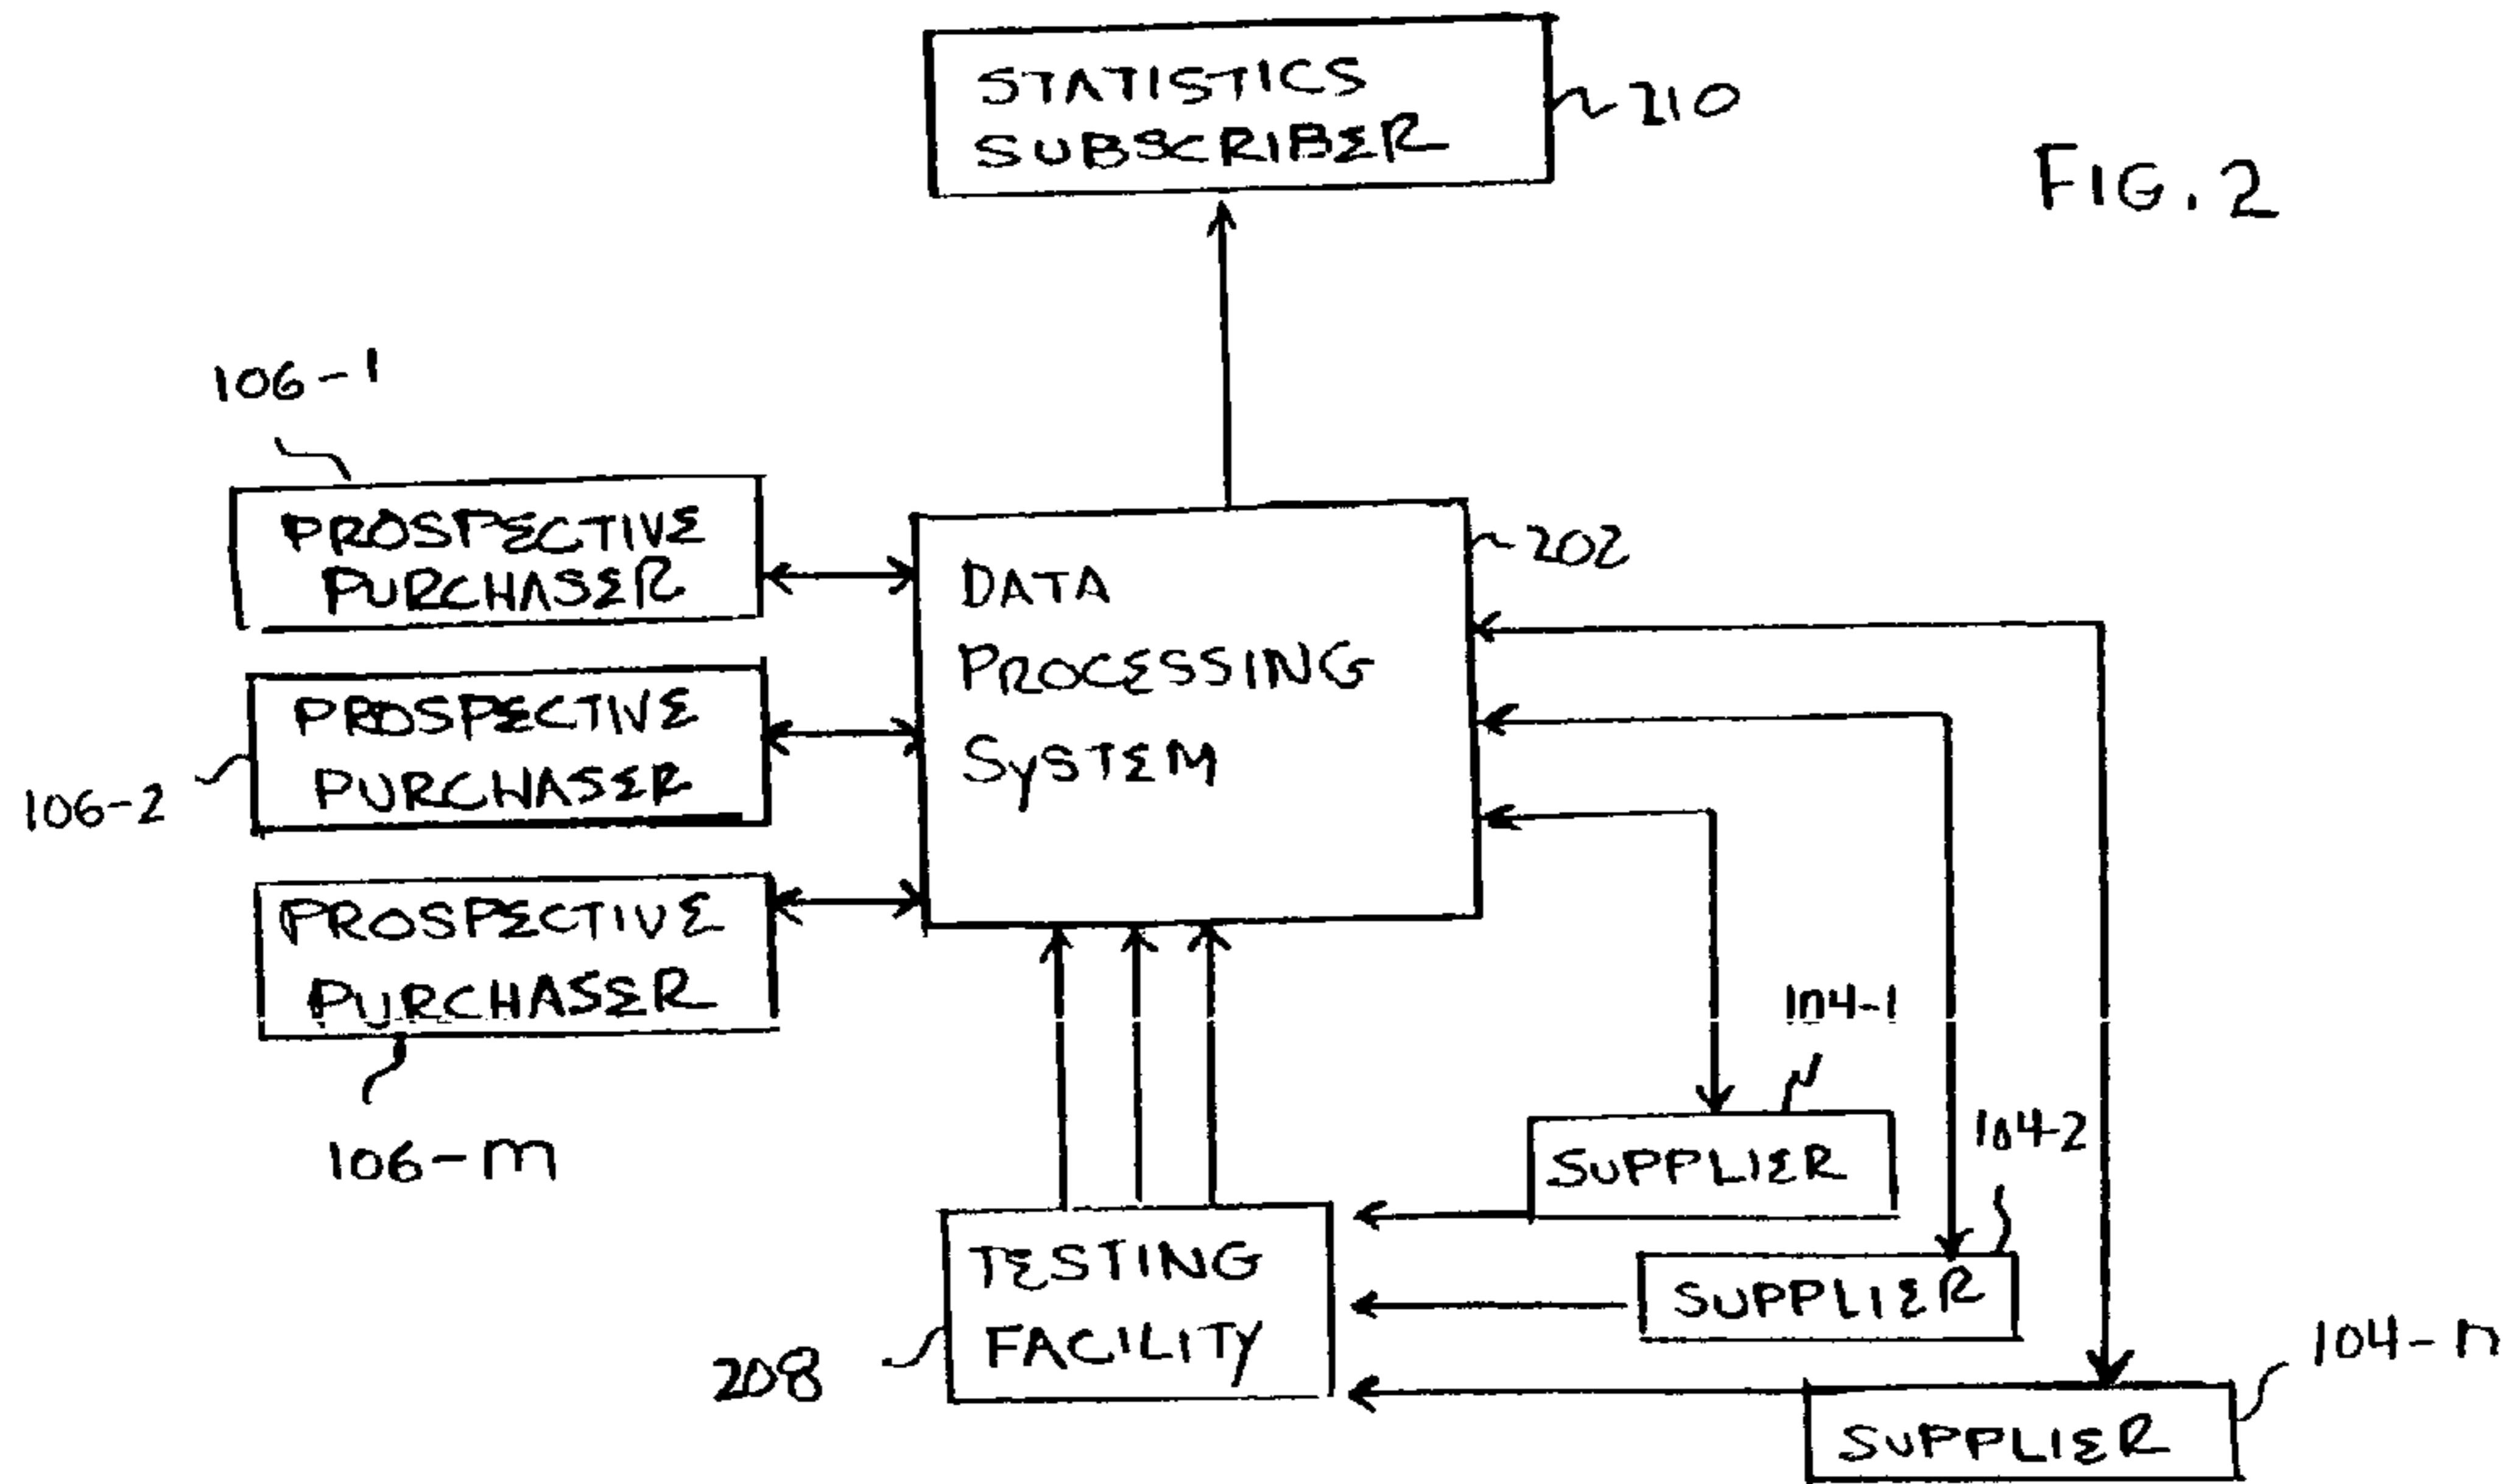 STATISTICS
SUBSCRIBER
210
FIG. 2
106-1
PROSPECTIVE
PURCHASER
DATA
PROCESSING
SYSTEM
202
PROSPECTIVE
PURCHASER
106-2
PROSPECTIVE
PURCHASER
106-m
104-1
SUPPLIER
104-2
SUPPLIER
TESTING
FACILITY
208
104-n
SUPPLIER